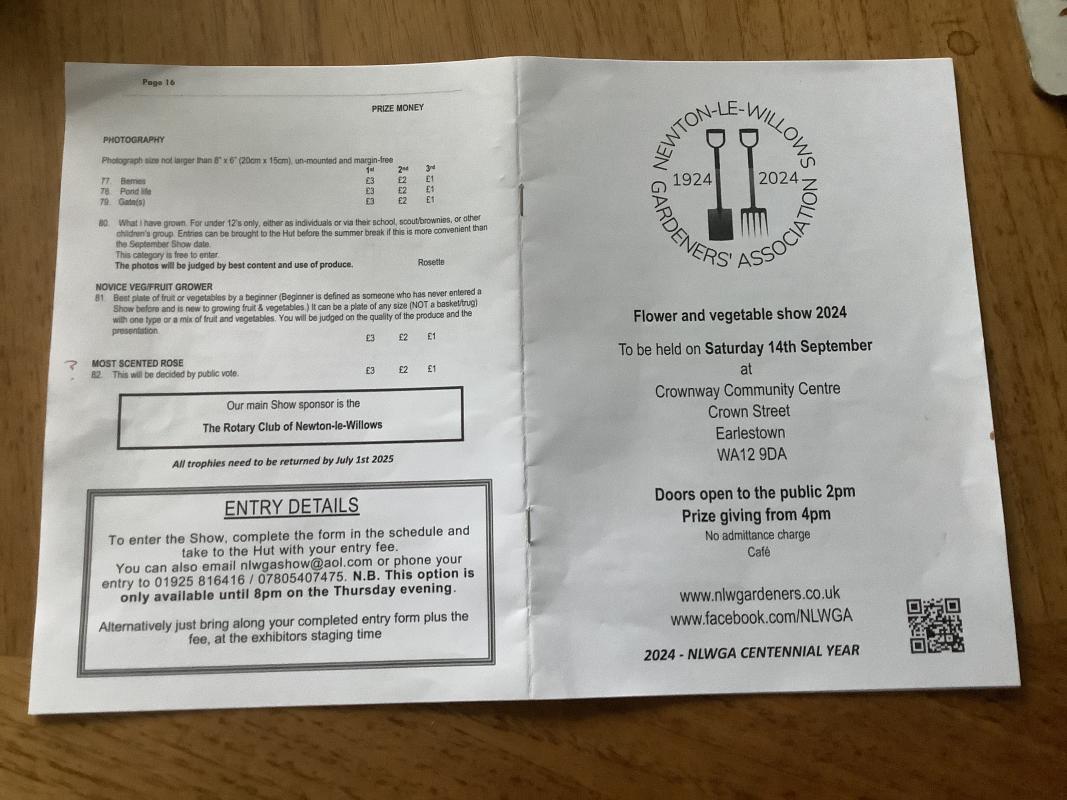 Page 16
PRIZE MONEY
PHOTOGRAPHY
Photograph size not larger than 8" x 6" (20cm x 15cm), un-mounted and margin-free
1st 2nd 3rd
77. Berries £3 £2 £1
78. Pond life £3 £2 £1
79. Gate(s) £3 £2 £1
80. What I have grown. For under 12's only, either as individuals or via their school, scout/brownies, or other
children's group. Entries can be brought to the Hut before the summer break if this is more convenient than
the September Show date.
This category is free to enter.
The photos will be judged by best content and use of produce. Rosette
NOVICE VEG/FRUIT GROWER
81. Best plate of fruit or vegetables by a beginner (Beginner is defined as someone who has never entered a
Show before and is new to growing fruit & vegetables.) It can be a plate of any size (NOT a basket/trug)
with one type or a mix of fruit and vegetables. You will be judged on the quality of the produce and the
presentation.
£3 £2 £1
? MOST SCENTED ROSE
82. This will be decided by public vote. £3 £2 £1
Our main Show sponsor is the
The Rotary Club of Newton-le-Willows
All trophies need to be returned by July 1st 2025
ENTRY DETAILS
To enter the Show, complete the form in the schedule and
take to the Hut with your entry fee.
You can also email nlwgashow@aol.com or phone your
entry to 01925 816416 / 07805407475. N.B. This option is
only available until 8pm on the Thursday evening.
Alternatively just bring along your completed entry form plus the
fee, at the exhibitors staging time
NEWTON-LE-WILLOWS
1924 2024
GARDENERS' ASSOCIATION
Flower and vegetable show 2024
To be held on Saturday 14th September
at
Crownway Community Centre
Crown Street
Earlestown
WA12 9DA
Doors open to the public 2pm
Prize giving from 4pm
No admittance charge
Café
www.nlwgardeners.co.uk
www.facebook.com/NLWGA
2024 - NLWGA CENTENNIAL YEAR